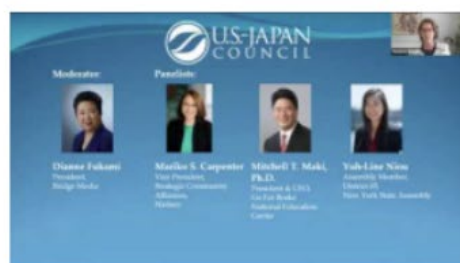 U.S.-JAPAN
COUNCIL
Moderator:
Panelists:
Dianne Fukami
President,
Bridge Media
Mariko S. Carpenter
Vice President,
Strategic Community
Alliances,
Nielsen
Mitchell T. Maki,
Ph.D.
President & CEO
Go For Broke
National Education
Center
Yuh-Line Niou
Assembly Member,
District 65
New York State Assembly